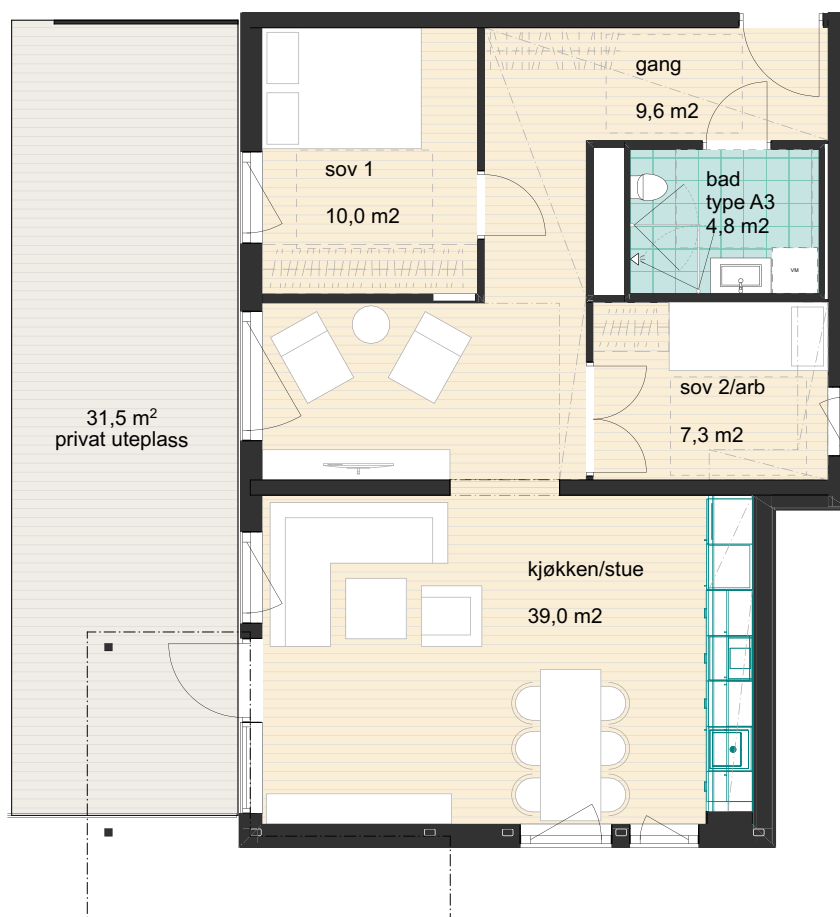 gang
9,6 m2
sov 1
10,0 m2
bad
type A3
4,8 m2
VM
sov 2/arb
7,3 m2
31,5 m²
privat uteplass
kjøkken/stue
39,0 m2